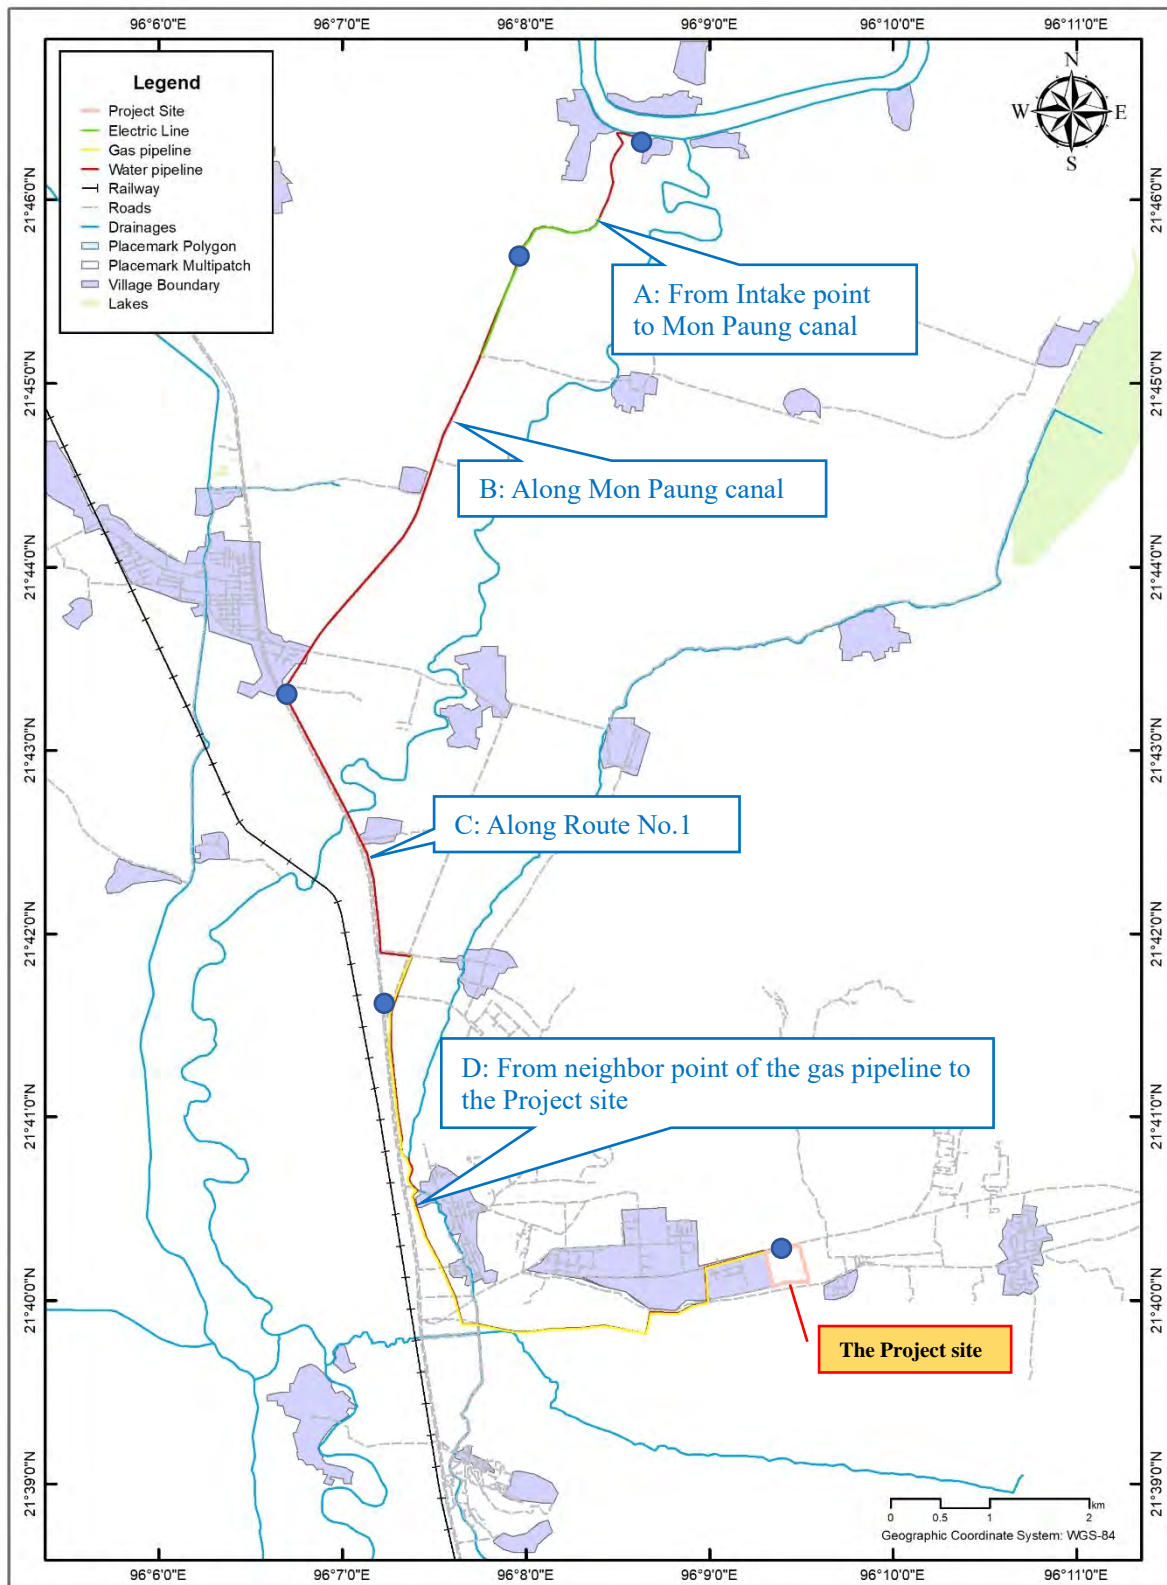 96°6'0"E 96°7'0"E 96°8'0"E 96°9'0"E 96°10'0"E 96°11'0"E
Legend
Project Site
Electric Line
Gas pipeline
Water pipeline
Railway
Roads
Drainages
Placemark Polygon
Placemark Multipatch
Village Boundary
Lakes
N
W E
S
21°46'0"N 21°46'0"N
A: From Intake point
to Mon Paung canal
21°45'0"N 21°45'0"N
B: Along Mon Paung canal
21°44'0"N 21°44'0"N
21°43'0"N 21°43'0"N
C: Along Route No.1
21°42'0"N 21°42'0"N
D: From neighbor point of the gas pipeline to
the Project site
21°41'0"N 21°41'0"N
21°40'0"N 21°40'0"N
The Project site
21°39'0"N 21°39'0"N
km
0 0.5 1 2
Geographic Coordinate System: WGS-84
96°6'0"E 96°7'0"E 96°8'0"E 96°9'0"E 96°10'0"E 96°11'0"E